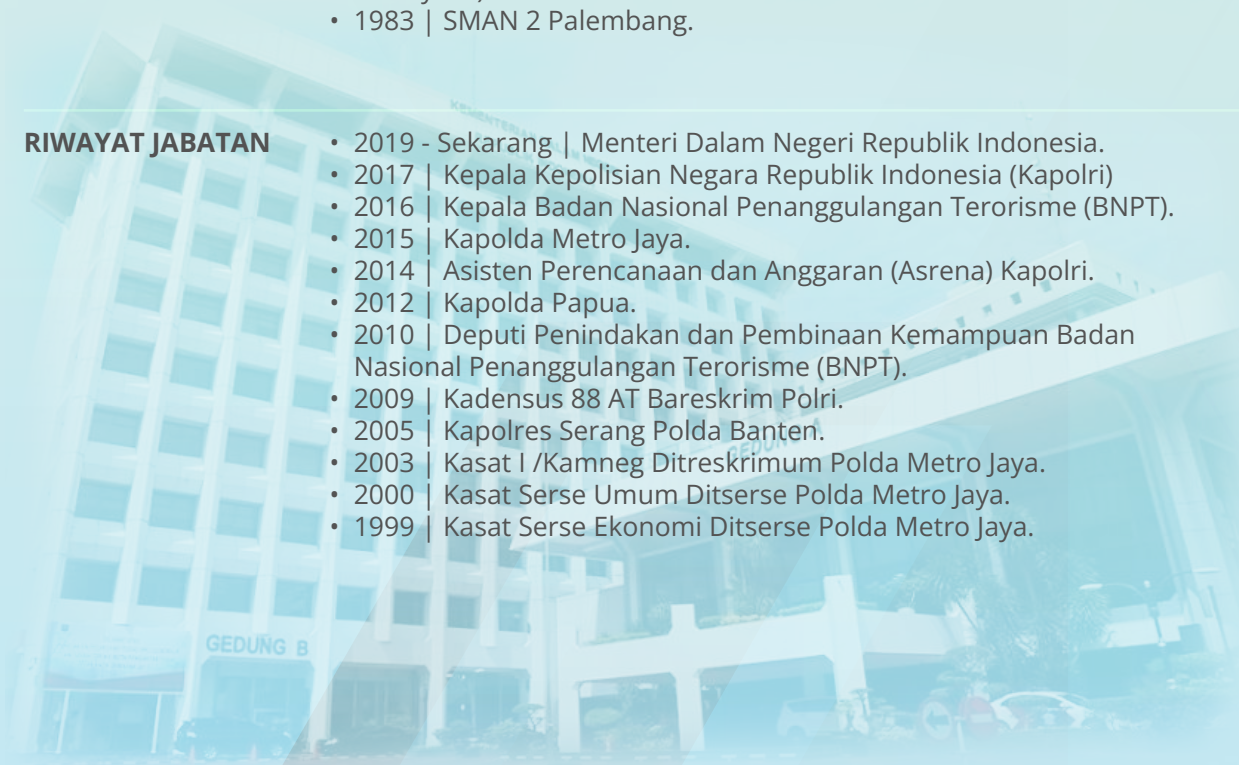 • 1983 | SMAN 2 Palembang.
KEMENTERIAN DALAM
RIWAYAT JABATAN
• 2019 - Sekarang | Menteri Dalam Negeri Republik Indonesia.
• 2017 | Kepala Kepolisian Negara Republik Indonesia (Kapolri)
• 2016 | Kepala Badan Nasional Penanggulangan Terorisme (BNPT).
• 2015 | Kapolda Metro Jaya.
• 2014 | Asisten Perencanaan dan Anggaran (Asrena) Kapolri.
• 2012 | Kapolda Papua.
• 2010 | Deputi Penindakan dan Pembinaan Kemampuan Badan
Nasional Penanggulangan Terorisme (BNPT).
• 2009 | Kadensus 88 AT Bareskrim Polri.
• 2005 | Kapolres Serang Polda Banten.
GEDUNG A
• 2003 | Kasat I /Kamneg Ditreskrimum Polda Metro Jaya.
• 2000 | Kasat Serse Umum Ditserse Polda Metro Jaya.
• 1999 | Kasat Serse Ekonomi Ditserse Polda Metro Jaya.
GEDUNG B